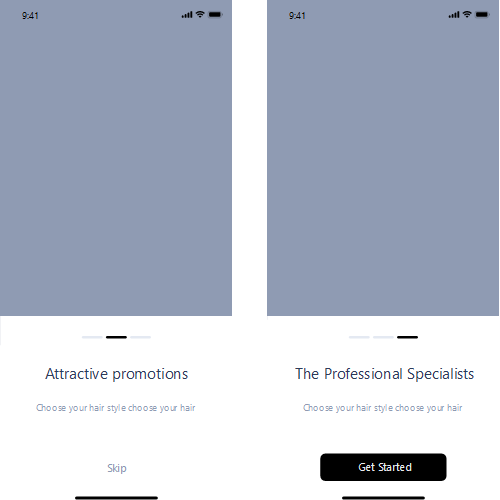 9:41
Attractive promotions
Choose your hair style choose your hair
Skip
9:41
The Professional Specialists
Choose your hair style choose your hair
Get Started